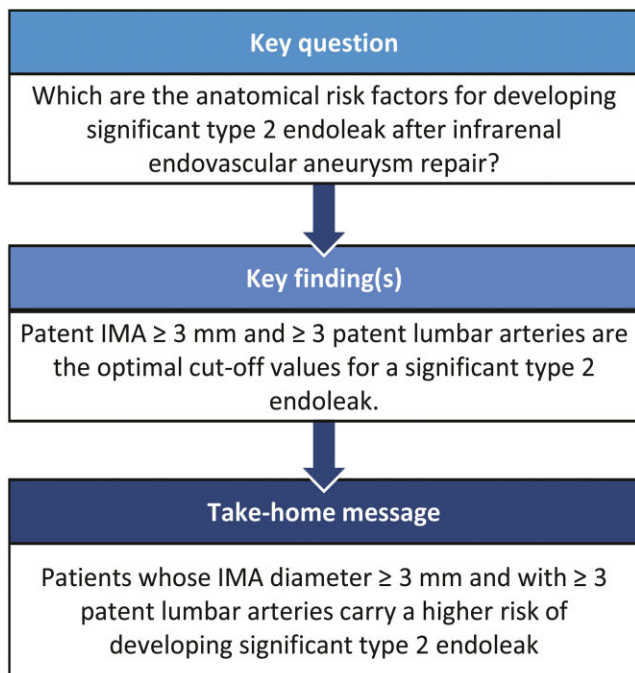 Key question
Which are the anatomical risk factors for developing
significant type 2 endoleak after infrarenal
endovascular aneurysm repair?
Key finding(s)
Patent IMA ≥ 3 mm and ≥ 3 patent lumbar arteries are
the optimal cut-off values for a significant type 2
endoleak.
Take-home message
Patients whose IMA diameter ≥ 3 mm and with ≥ 3
patent lumbar arteries carry a higher risk of
developing significant type 2 endoleak